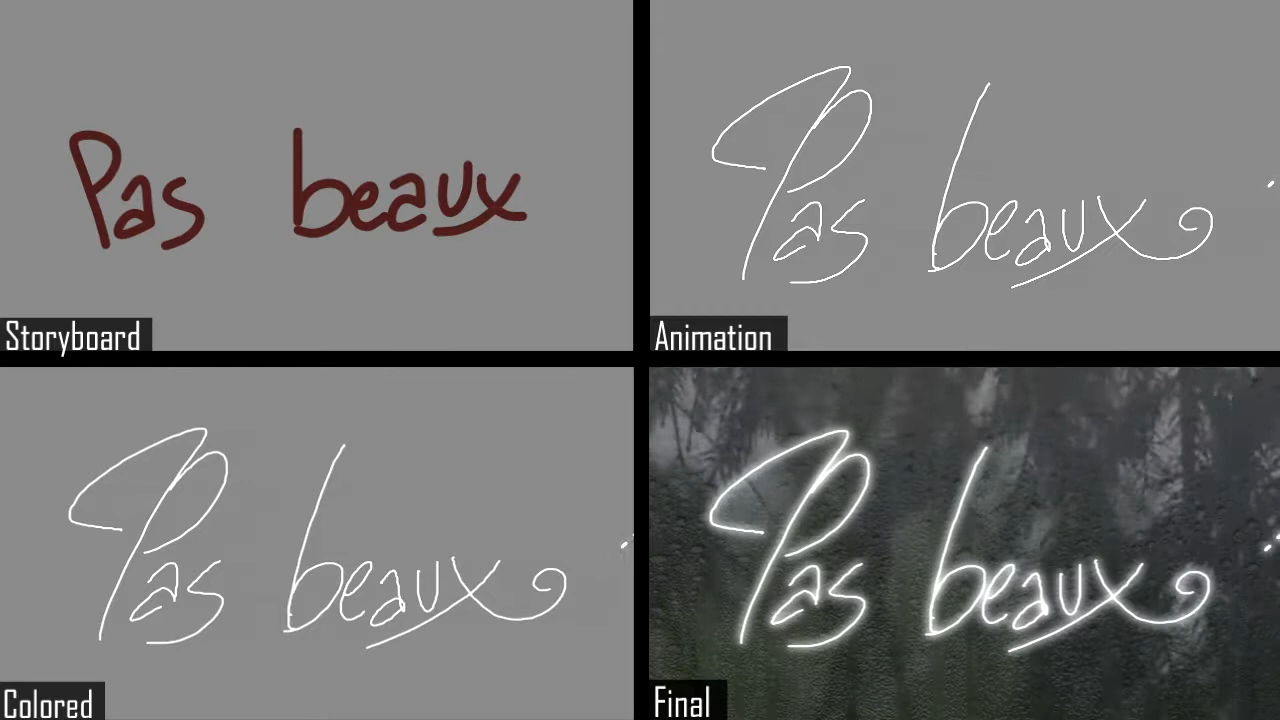 Pas beaux
Storyboard
Pas beaux
Animation
Pas beaux
Colored
Pas beaux
Final